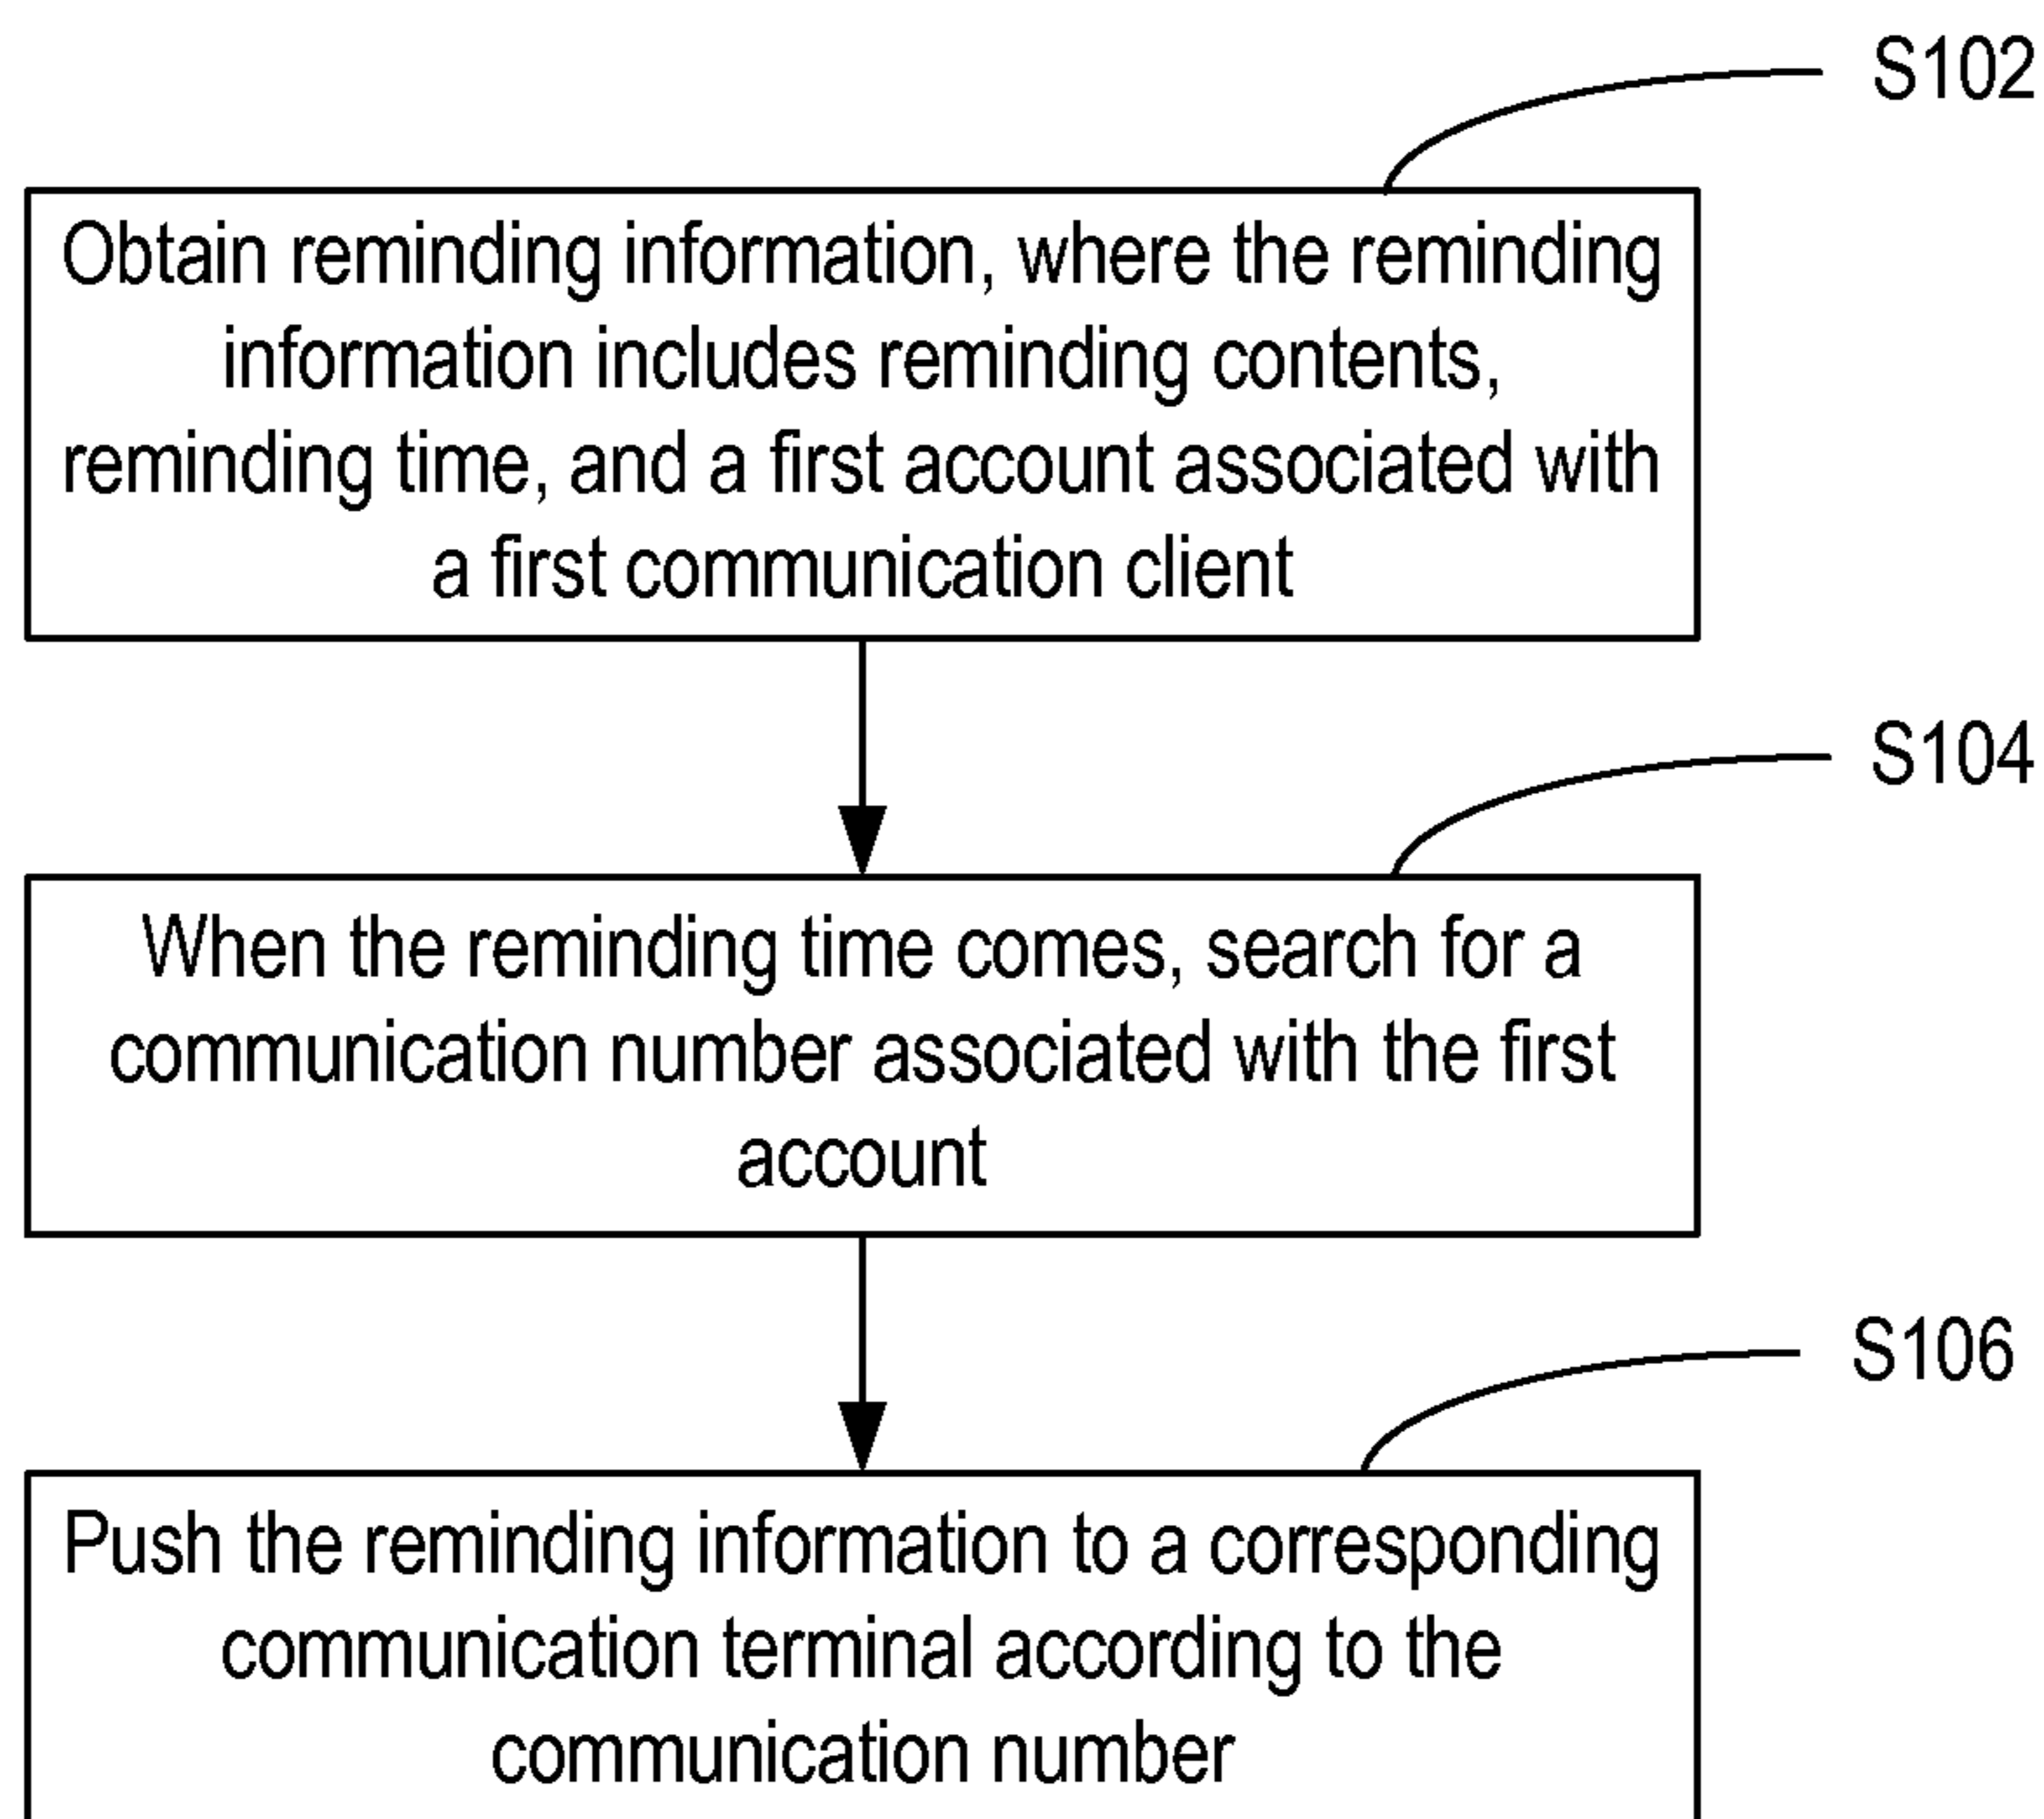 S102
Obtain reminding information, where the reminding
information includes reminding contents,
reminding time, and a first account associated with
a first communication client
S104
When the reminding time comes, search for a
communication number associated with the first
account
S106
Push the reminding information to a corresponding
communication terminal according to the
communication number